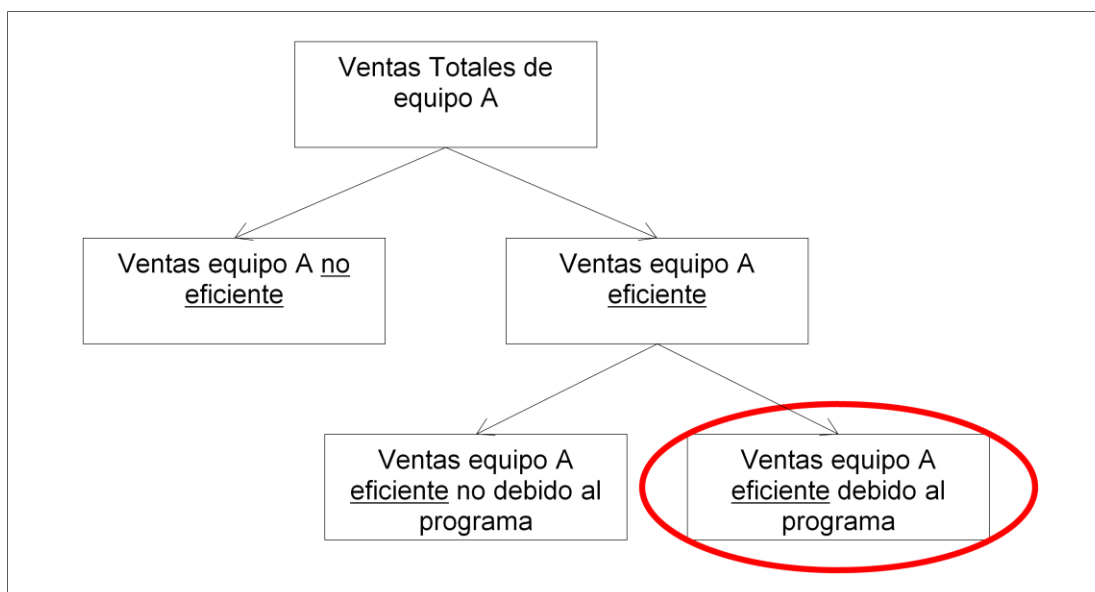 Ventas Totales de
equipo A
Ventas equipo A no
eficiente
Ventas equipo A
eficiente
Ventas equipo A
eficiente no debido al
programa
Ventas equipo A
eficiente debido al
programa